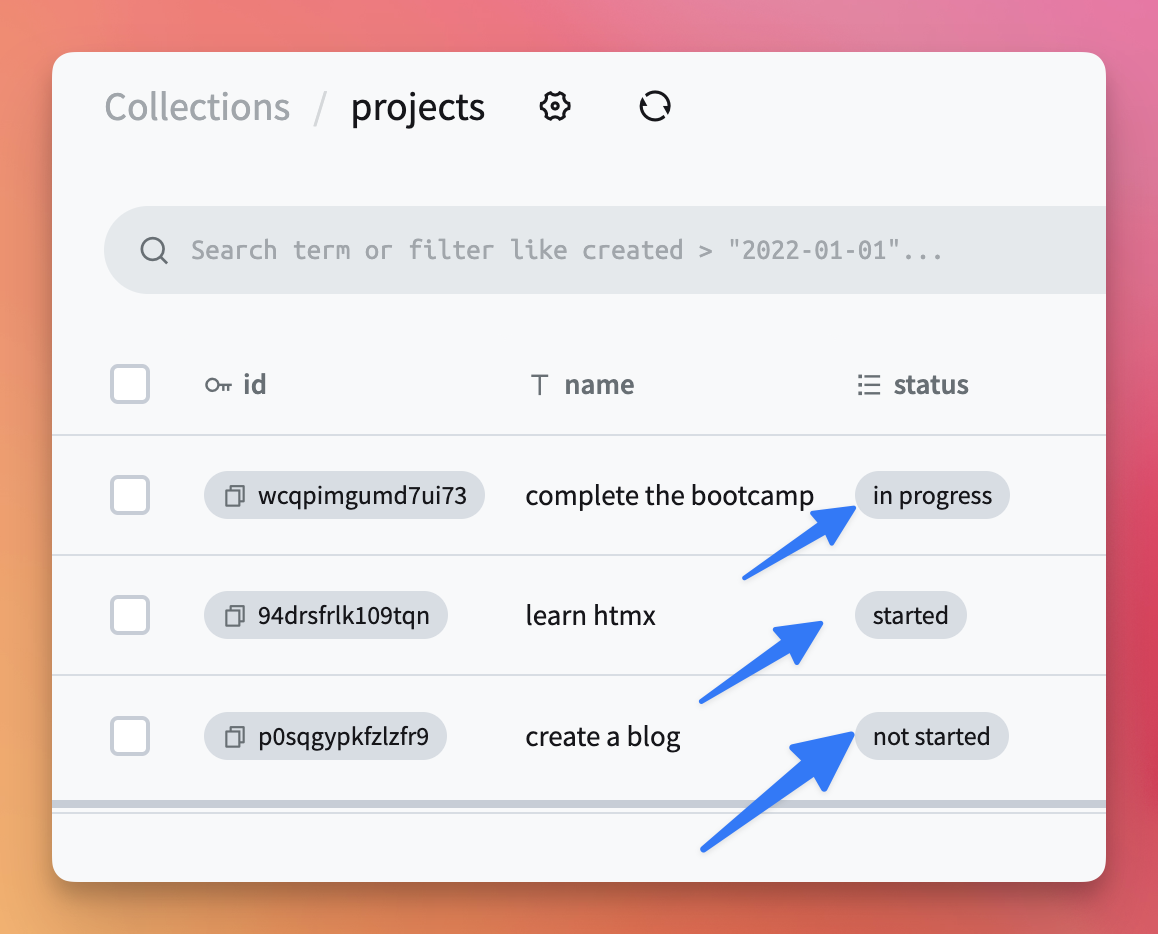 Collections / projects
Search term or filter like created > "2022-01-01"...
id name status
wcqpimgumd7ui73 complete the bootcamp in progress
94drsfrlk109tqn learn htmx started
p0sqgypkfzlzfr9 create a blog not started